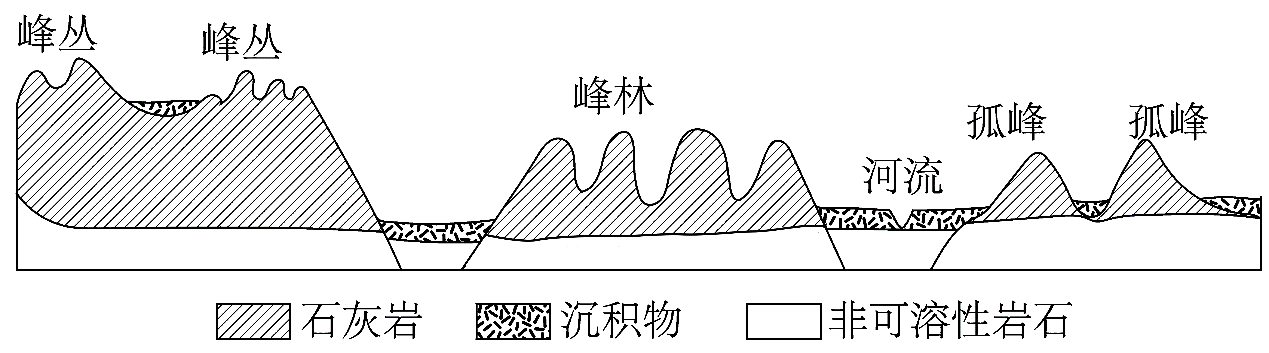 峰丛
峰丛
峰林
孤峰
孤峰
河流
石灰岩 沉积物 非可溶性岩石